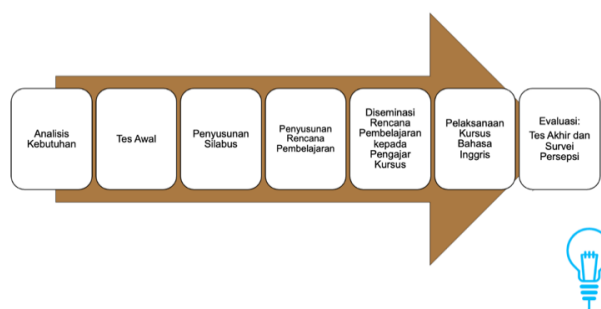 Analisis
Kebutuhan
Tes Awal
Penyusunan
Silabus
Penyusunan
Rencana
Pembelajaran
Diseminasi
Rencana
Pembelajaran
kepada
Pengajar
Kursus
Pelaksanaan
Kursus
Bahasa
Inggris
Evaluasi:
Tes Akhir dan
Survei
Persepsi